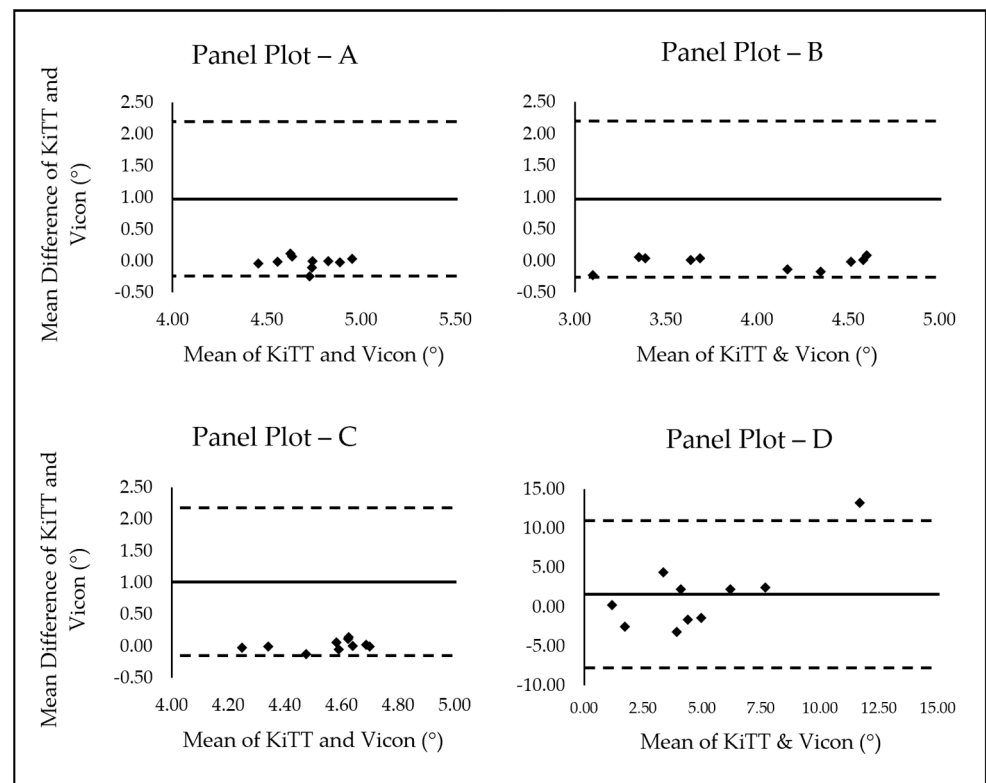 Panel Plot – A
Mean Difference of KiTT and
Vicon (°)
2.50
2.00
1.50
1.00
0.50
0.00
-0.50
4.00 4.50 5.00 5.50
Mean of KiTT and Vicon (°)
Panel Plot – B
2.50
2.00
1.50
1.00
0.50
0.00
-0.50
3.00 3.50 4.00 4.50 5.00
Mean of KiTT & Vicon (°)
Panel Plot – C
Mean Difference of KiTT and
Vicon (°)
2.50
2.00
1.50
1.00
0.50
0.00
-0.50
4.00 4.20 4.40 4.60 4.80 5.00
Mean of KiTT and Vicon (°)
Panel Plot – D
15.00
10.00
5.00
0.00
-5.00
-10.00
0.00 2.50 5.00 7.50 10.00 12.50 15.00
Mean of KiTT & Vicon (°)